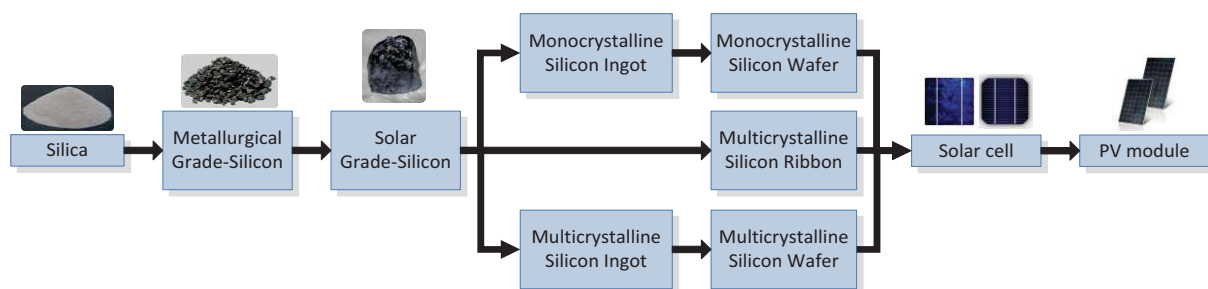 Silica
Metallurgical
Grade-Silicon
Solar
Grade-Silicon
Monocrystalline
Silicon Ingot
Monocrystalline
Silicon Wafer
Multicrystalline
Silicon Ribbon
Multicrystalline
Silicon Ingot
Multicrystalline
Silicon Wafer
Solar cell
PV module